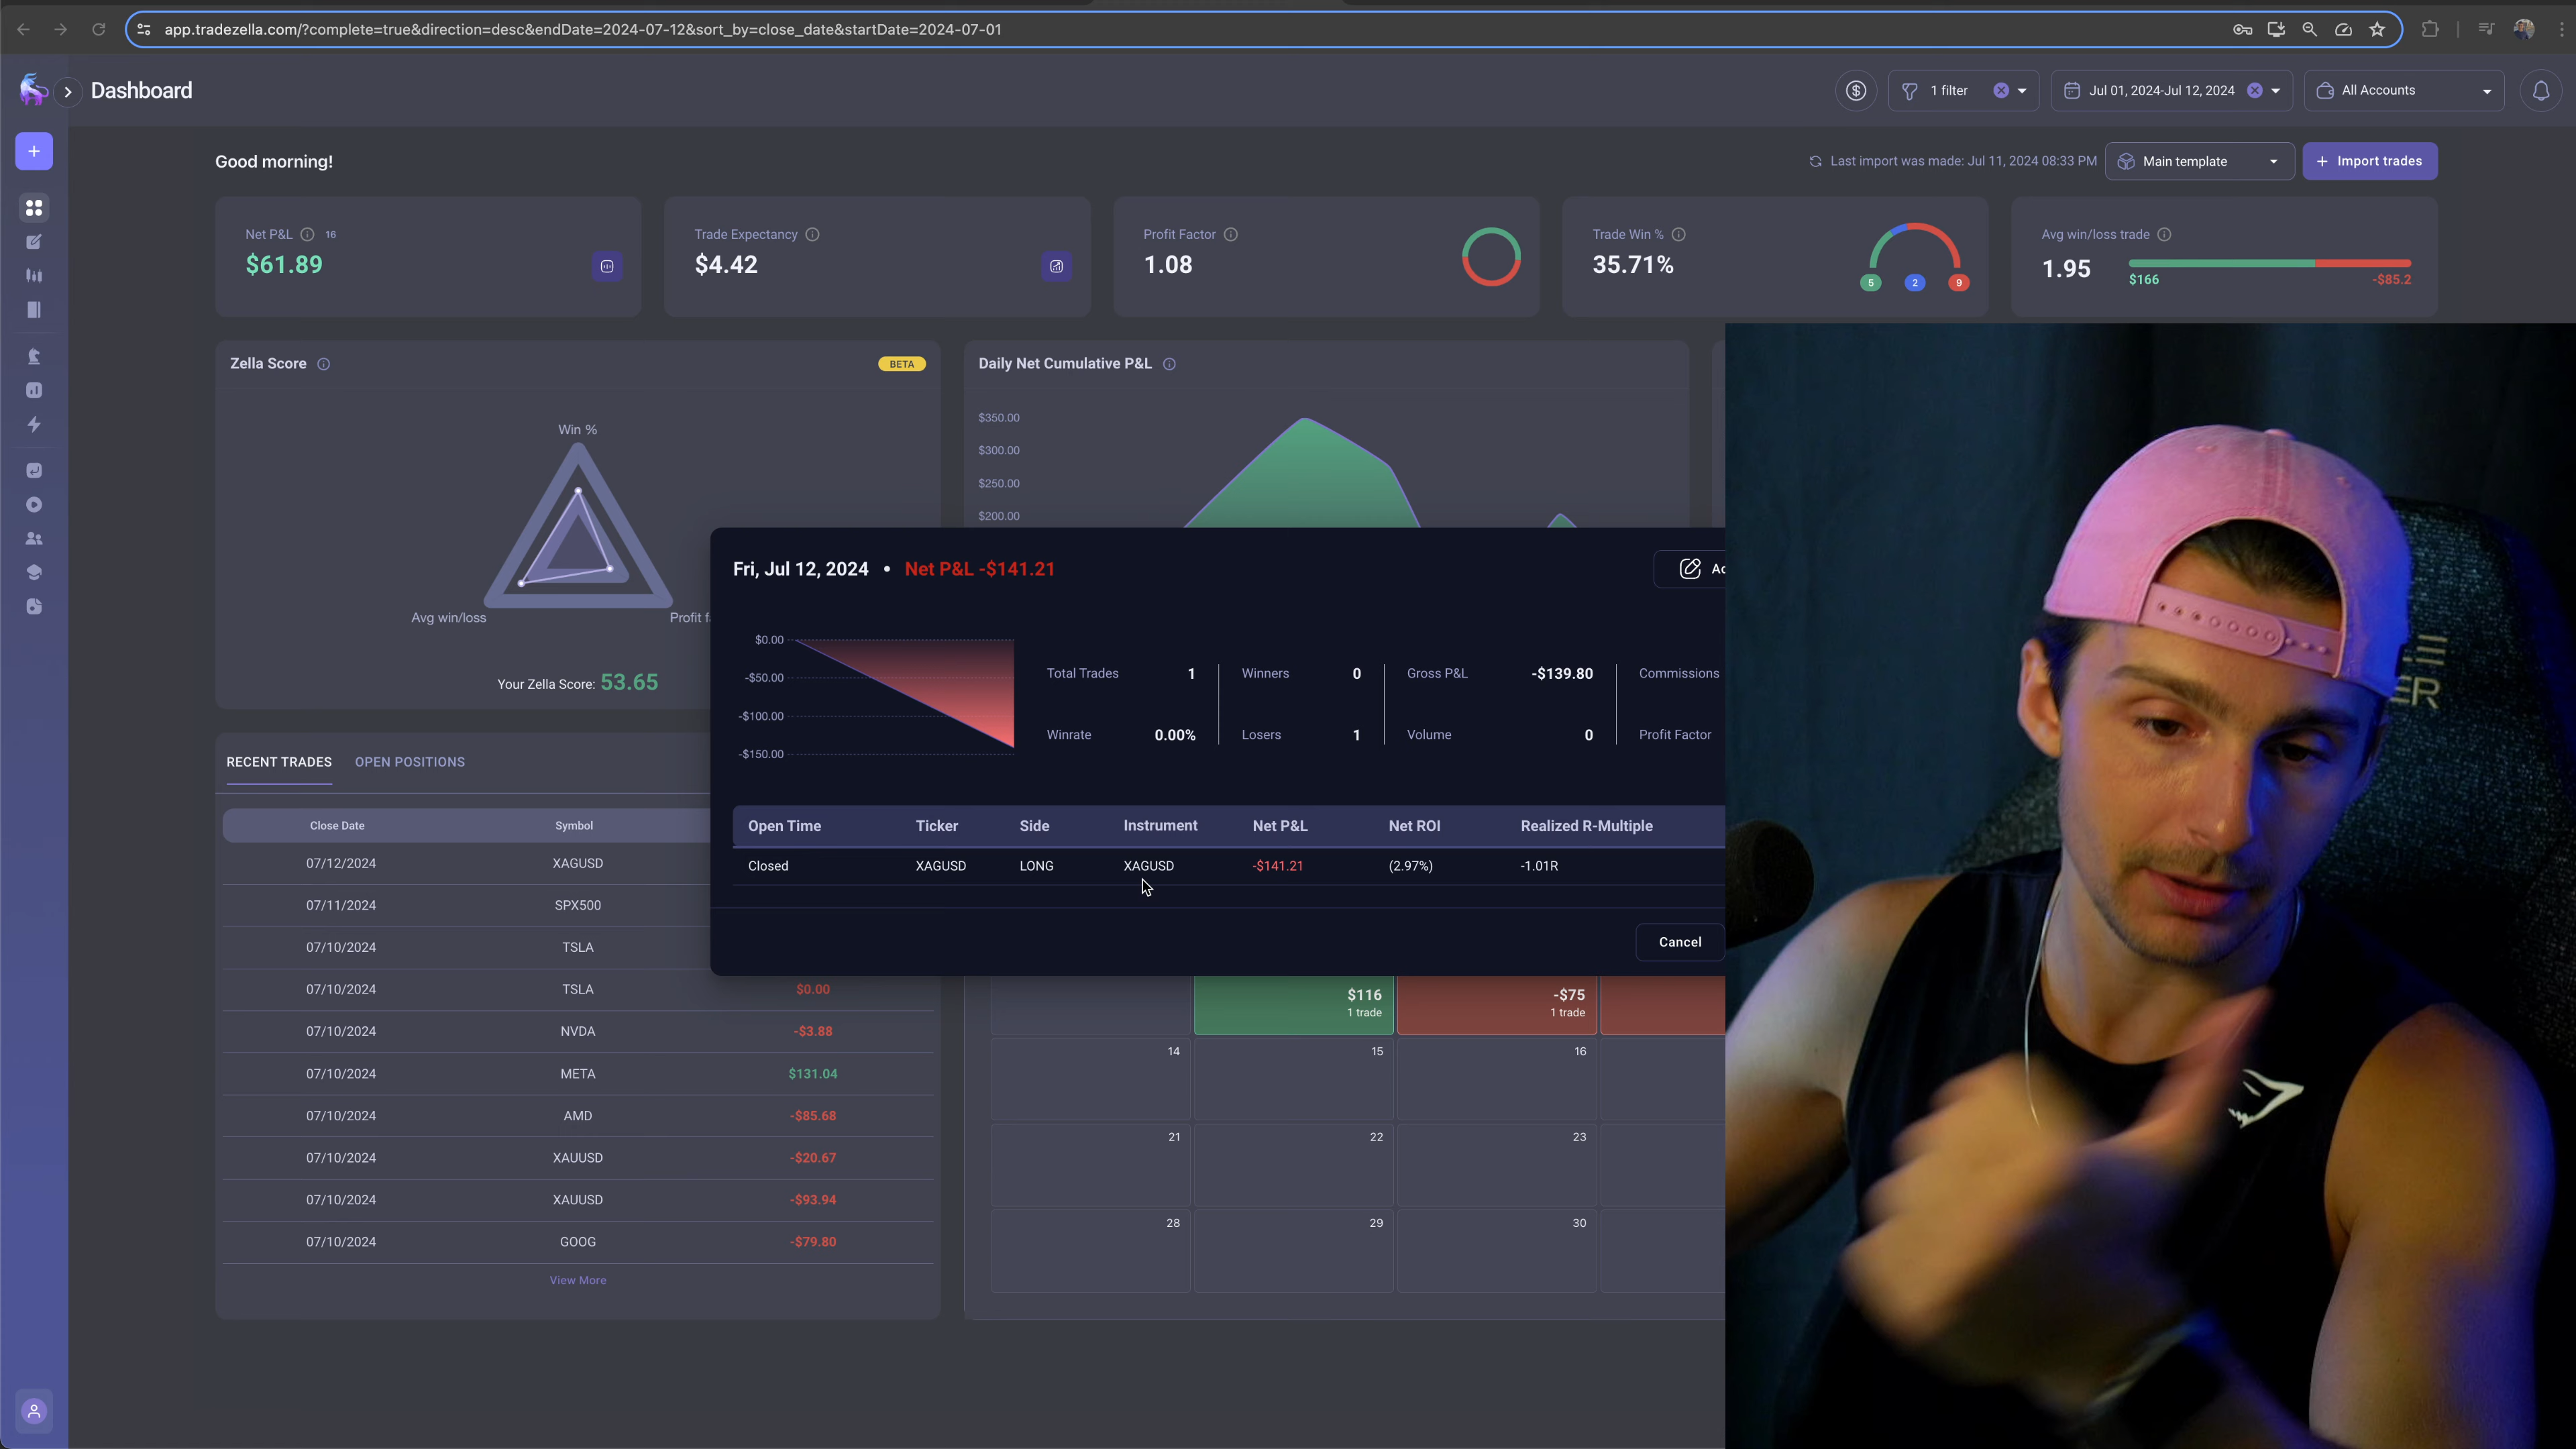 app.tradezella.com/?complete=true&direction=desc&endDate=2024-07-12&sort_by=close_date&startDate=2024-07-01
Dashboard
1 filter
Jul 01, 2024-Jul 12, 2024
All Accounts
Good morning!
Last import was made: Jul 11, 2024 08:33 PM
Main template
+ Import trades
Net P&L 16
$61.89
Trade Expectancy
$4.42
Profit Factor
1.08
Trade Win %
35.71%
5 2 9
Avg win/loss trade
1.95
$166 -$85.2
Zella Score
BETA
Win %
Avg win/loss
Profit
Your Zella Score: 53.65
Daily Net Cumulative P&L
$350.00
$300.00
$250.00
$200.00
Fri, Jul 12, 2024 • Net P&L -$141.21
$0.00
-$50.00
-$100.00
-$150.00
Total Trades 1 Winners 0 Gross P&L -$139.80 Commissions
Winrate 0.00% Losers 1 Volume 0 Profit Factor
Open Time Ticker Side Instrument Net P&L Net ROI Realized R-Multiple
Closed XAGUSD LONG XAGUSD -$141.21 (2.97%) -1.01R
Cancel
RECENT TRADES OPEN POSITIONS
Close Date Symbol
07/12/2024 XAGUSD
07/11/2024 SPX500
07/10/2024 TSLA
07/10/2024 TSLA $0.00
07/10/2024 NVDA -$3.88
07/10/2024 META $131.04
07/10/2024 AMD -$85.68
07/10/2024 XAUUSD -$20.67
07/10/2024 XAUUSD -$93.94
07/10/2024 GOOG -$79.80
View More
$116 -$75
1 trade 1 trade
14 15 16
21 22 23
28 29 30